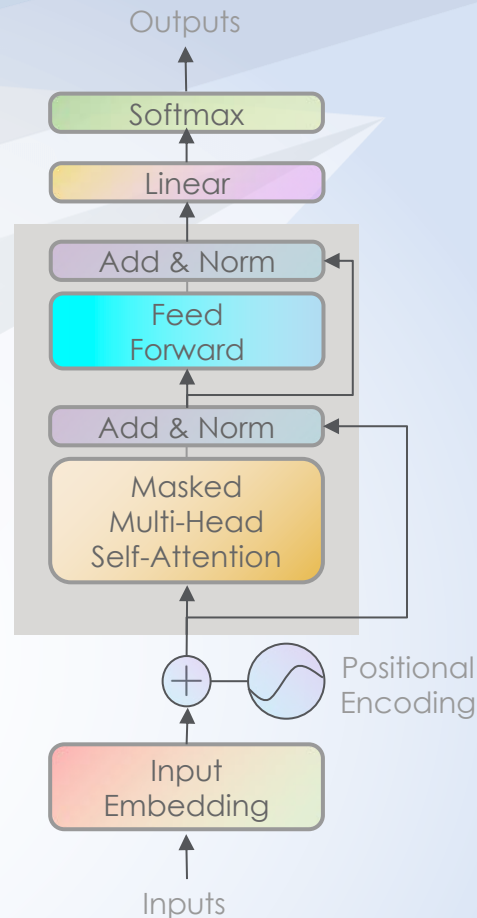 Outputs
Softmax
Linear
Add & Norm
Feed
Forward
Add & Norm
Masked
Multi-Head
Self-Attention
Positional
Encoding
Input
Embedding
Inputs